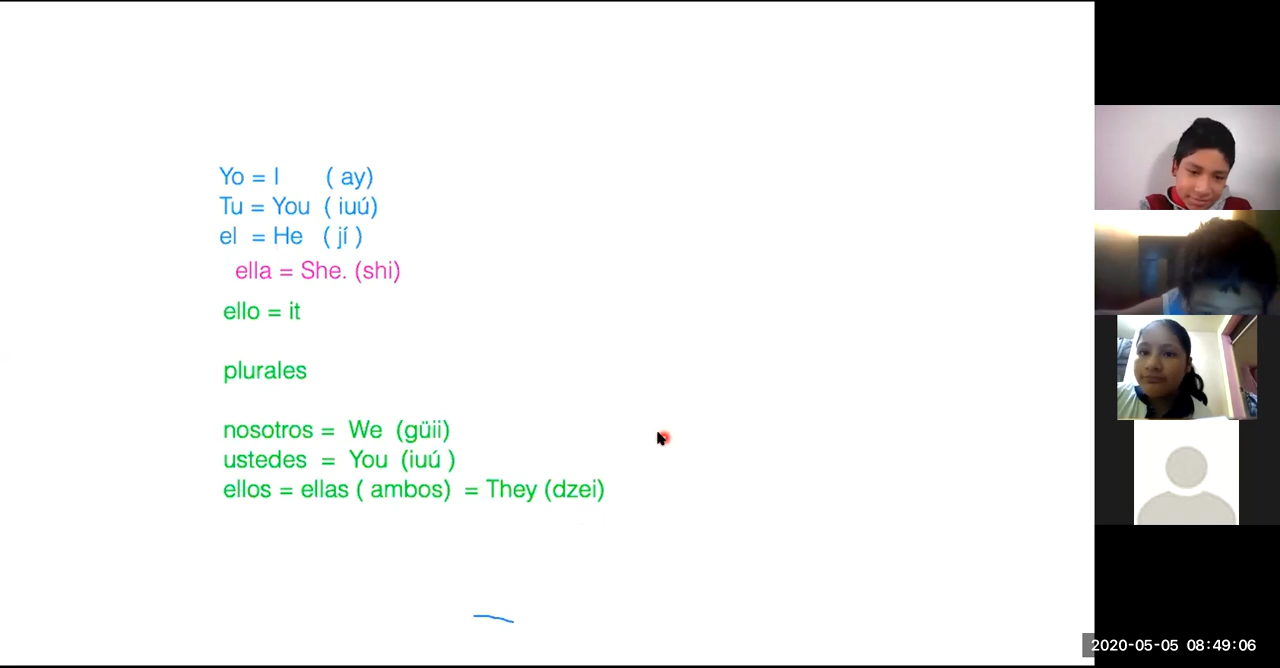 Yo = I ( ay)
Tu = You ( iuú)
el = He ( jí )
ella = She. (shi)
ello = it
plurales
nosotros = We (güii)
ustedes = You (iuú )
ellos = ellas ( ambos) = They (dzei)
2020-05-05 08:49:06